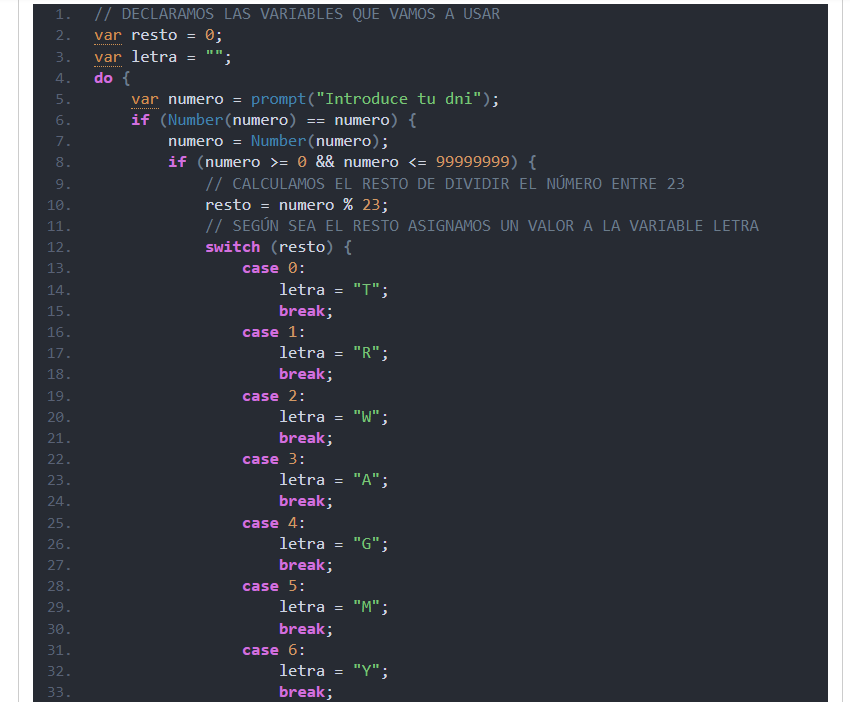 1. // DECLARAMOS LAS VARIABLES QUE VAMOS A USAR
2. var resto = 0;
3. var letra = "";
4. do {
5. var numero = prompt("Introduce tu dni");
6. if (Number(numero) == numero) {
7. numero = Number(numero);
8. if (numero >= 0 && numero <= 99999999) {
9. // CALCULAMOS EL RESTO DE DIVIDIR EL NÚMERO ENTRE 23
10. resto = numero % 23;
11. // SEGÚN SEA EL RESTO ASIGNAMOS UN VALOR A LA VARIABLE LETRA
12. switch (resto) {
13. case 0:
14. letra = "T";
15. break;
16. case 1:
17. letra = "R";
18. break;
19. case 2:
20. letra = "W";
21. break;
22. case 3:
23. letra = "A";
24. break;
25. case 4:
26. letra = "G";
27. break;
28. case 5:
29. letra = "M";
30. break;
31. case 6:
32. letra = "Y";
33. break;